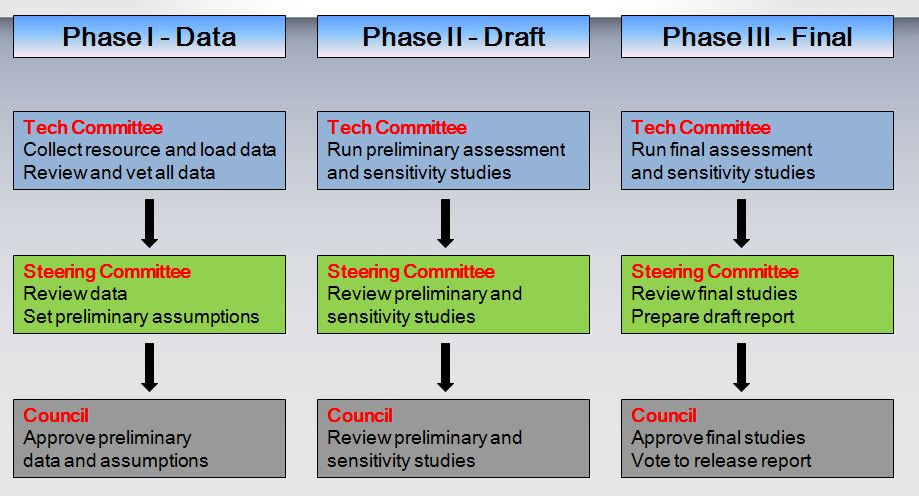 Phase I - Data
Phase II - Draft
Phase III - Final
Tech Committee
Collect resource and load data
Review and vet all data
Tech Committee
Run preliminary assessment
and sensitivity studies
Tech Committee
Run final assessment
and sensitivity studies
Steering Committee
Review data
Set preliminary assumptions
Steering Committee
Review preliminary and
sensitivity studies
Steering Committee
Review final studies
Prepare draft report
Council
Approve preliminary
data and assumptions
Council
Review preliminary and
sensitivity studies
Council
Approve final studies
Vote to release report